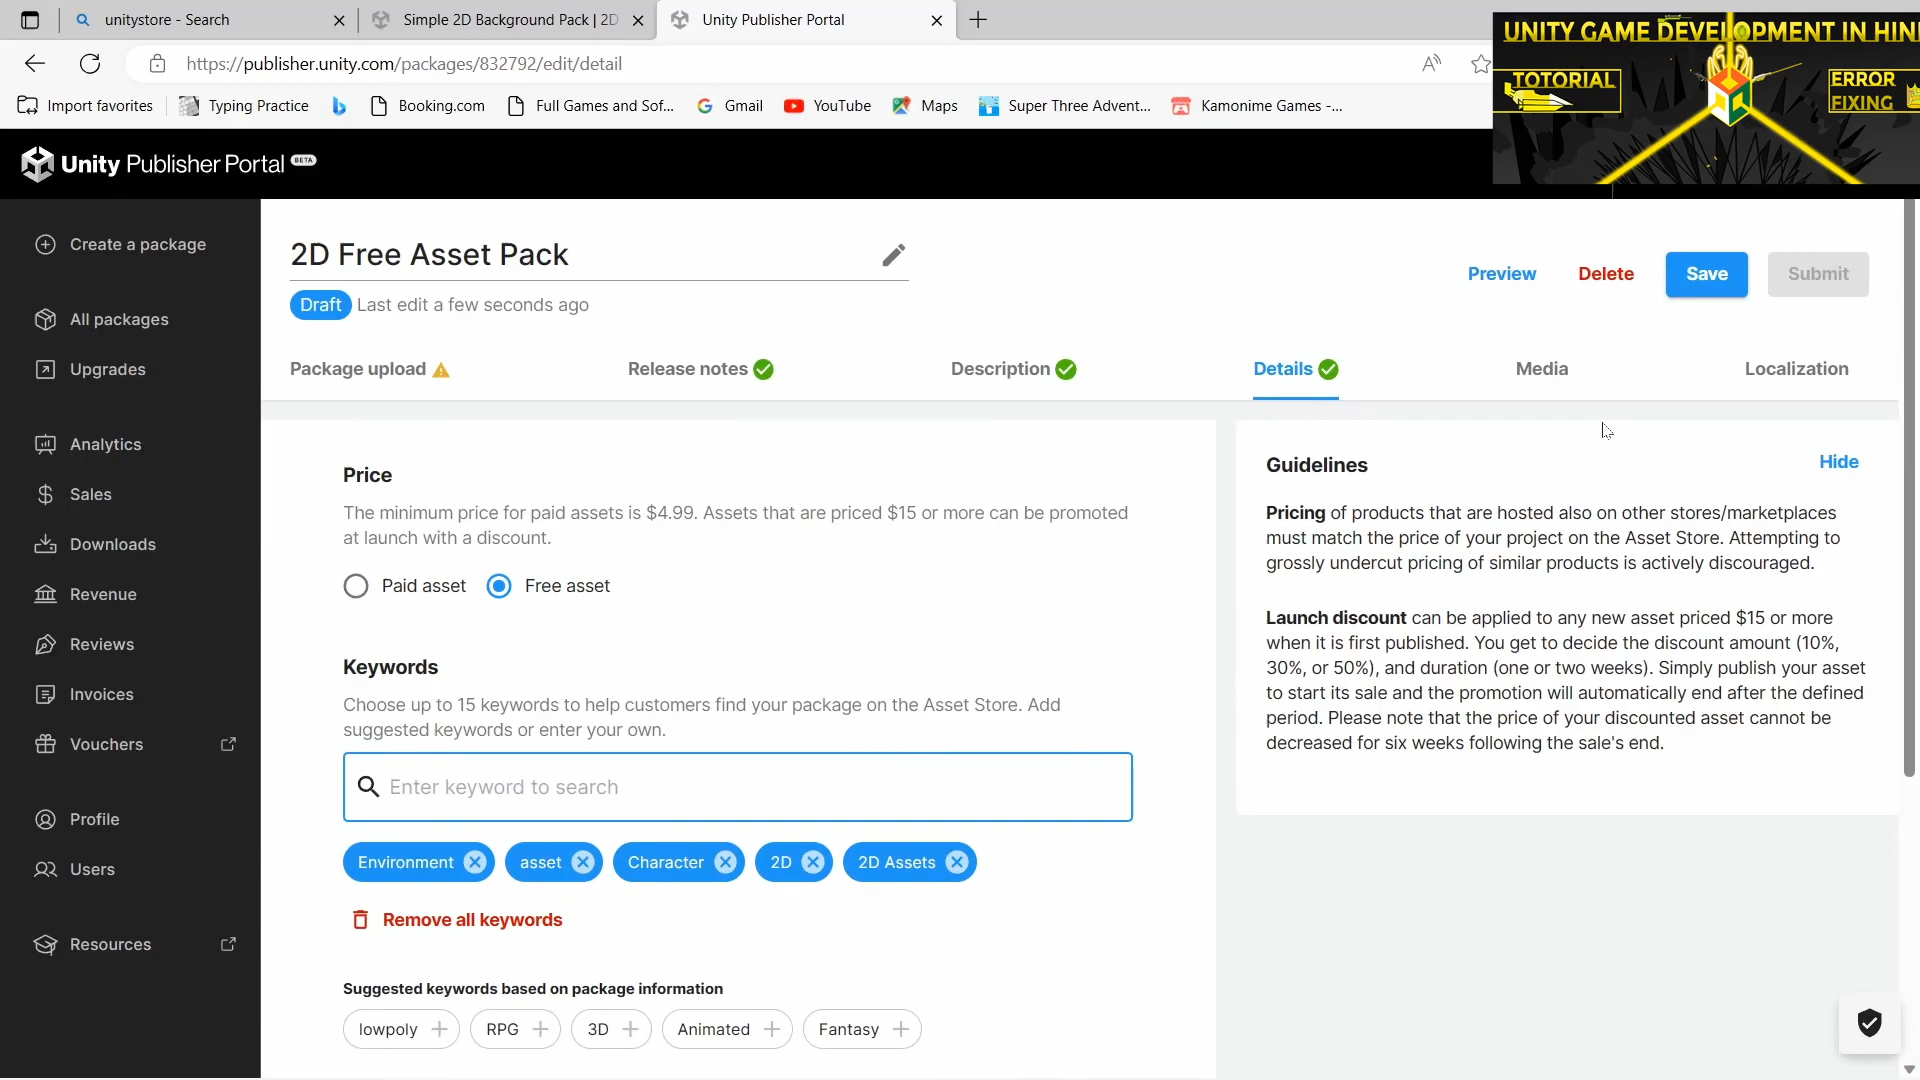 unitystore - Search
Simple 2D Background Pack | 2D
Unity Publisher Portal
https://publisher.unity.com/packages/832792/edit/detail
Import favorites
Typing Practice
Booking.com
Full Games and Sof...
Gmail
YouTube
Maps
Super Three Advent...
Kamonime Games -...
UNITY GAME DEVELOPMENT IN HIN
TOTORIAL
ERROR
FIXING
Unity Publisher Portal BETA
Create a package
All packages
Upgrades
Analytics
Sales
Downloads
Revenue
Reviews
Invoices
Vouchers
Profile
Users
Resources
2D Free Asset Pack
Draft Last edit a few seconds ago
Preview
Delete
Save
Submit
Package upload
Release notes
Description
Details
Media
Localization
Price
The minimum price for paid assets is $4.99. Assets that are priced $15 or more can be promoted
at launch with a discount.
Paid asset
Free asset
Keywords
Choose up to 15 keywords to help customers find your package on the Asset Store. Add
suggested keywords or enter your own.
Enter keyword to search
Environment
asset
Character
2D
2D Assets
Remove all keywords
Suggested keywords based on package information
lowpoly
RPG
3D
Animated
Fantasy
Guidelines
Hide
Pricing of products that are hosted also on other stores/marketplaces
must match the price of your project on the Asset Store. Attempting to
grossly undercut pricing of similar products is actively discouraged.
Launch discount can be applied to any new asset priced $15 or more
when it is first published. You get to decide the discount amount (10%,
30%, or 50%), and duration (one or two weeks). Simply publish your asset
to start its sale and the promotion will automatically end after the defined
period. Please note that the price of your discounted asset cannot be
decreased for six weeks following the sale's end.